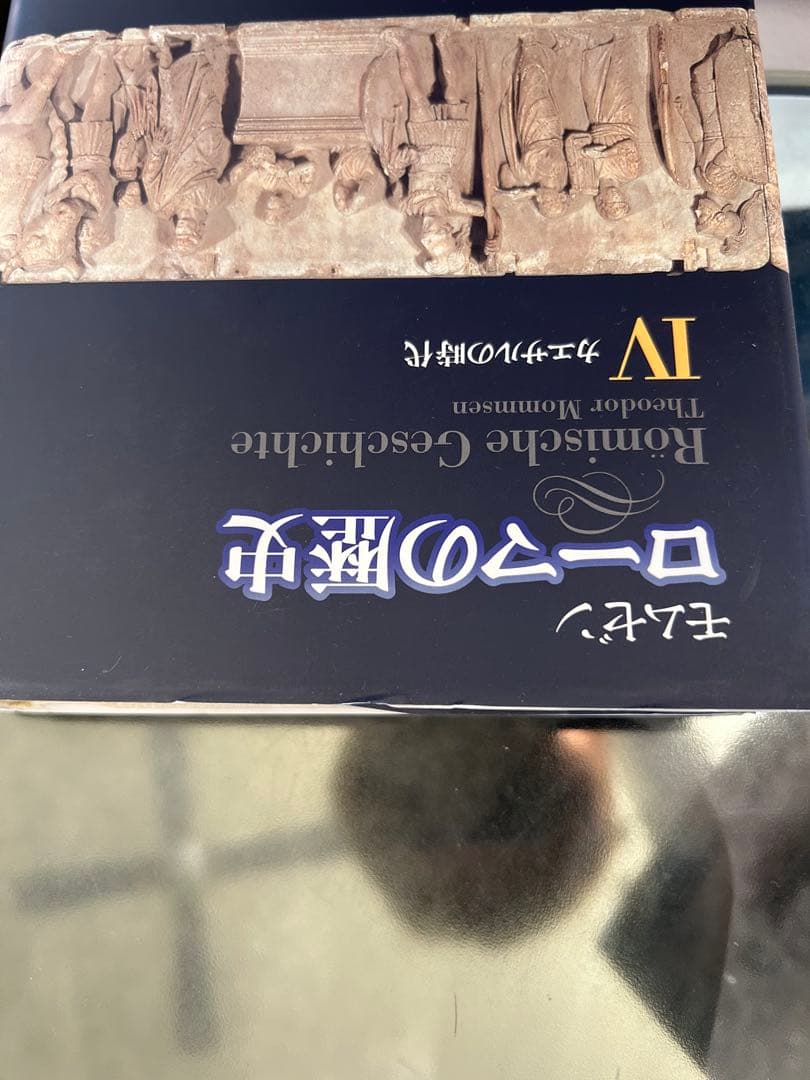 モムゼン
ローマの歴史
Römische Geschichte
Theodor Mommsen
IV カエサルの時代